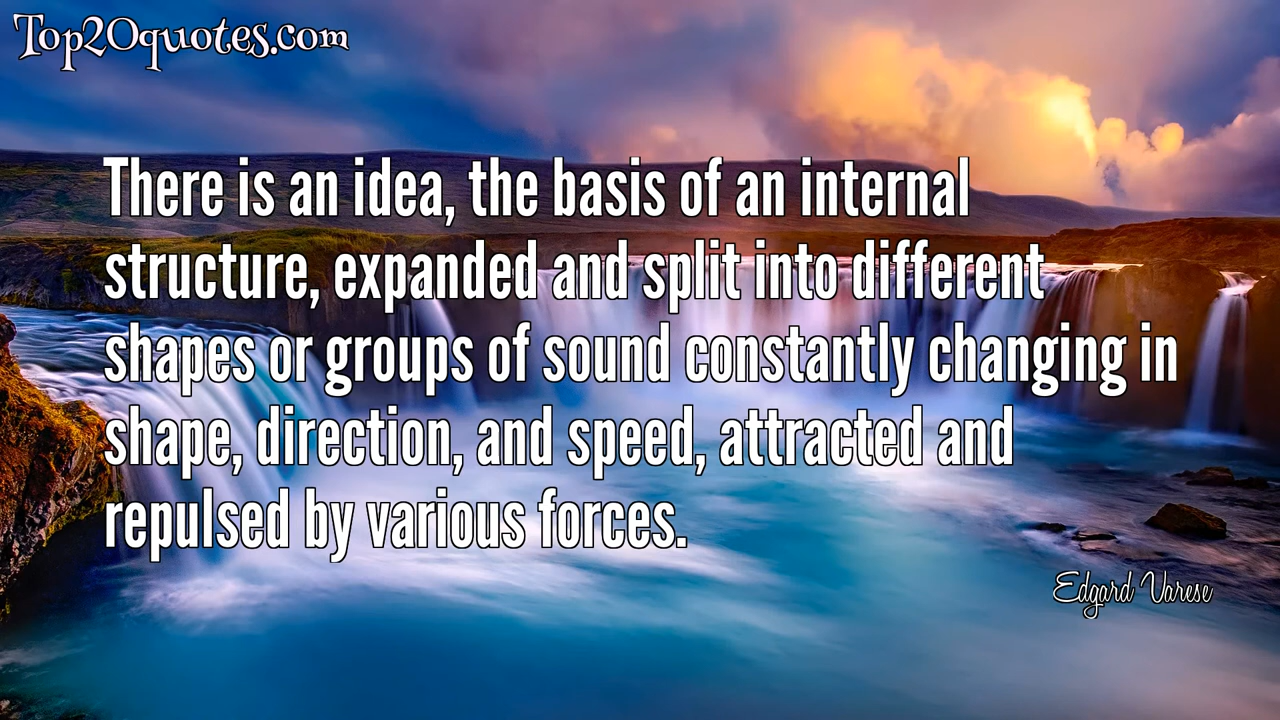 Top20quotes.com
There is an idea, the basis of an internal
structure, expanded and split into different
shapes or groups of sound constantly changing in
shape, direction, and speed, attracted and
repulsed by various forces.
Edgard Varese